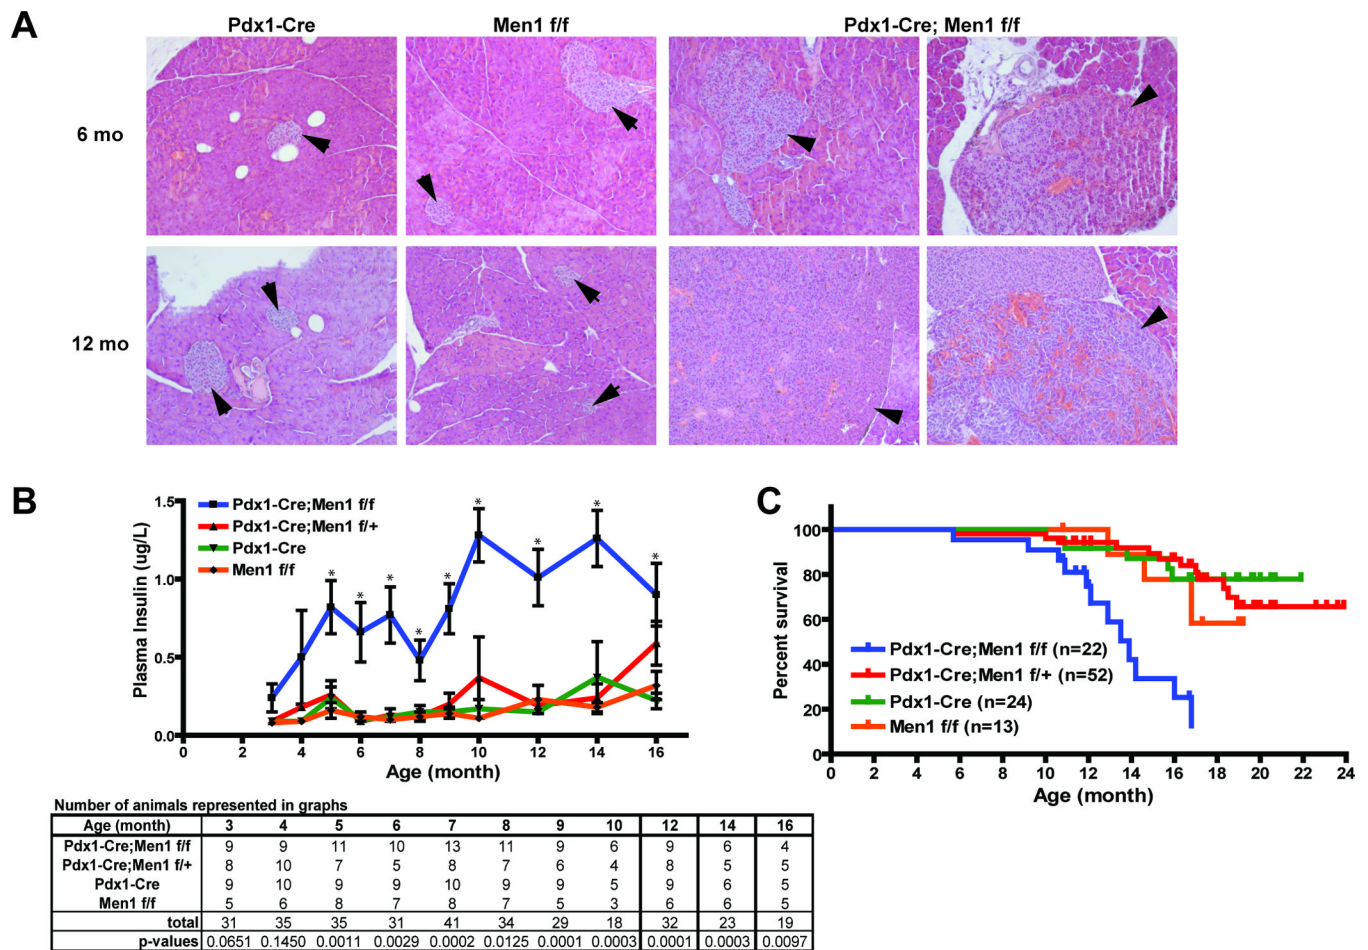 A
Pdx1-Cre Men1 f/f Pdx1-Cre; Men1 f/f
6 mo
12 mo
B
Pdx1-Cre;Men1 f/f
Pdx1-Cre;Men1 f/+
Pdx1-Cre
Men1 f/f
Plasma Insulin (ug/L)
1.5
1.0
0.5
0.0
* * * * * * * * *
0 2 4 6 8 10 12 14 16
Age (month)
C
Percent survival
100
80
60
40
20
0
Pdx1-Cre;Men1 f/f (n=22)
Pdx1-Cre;Men1 f/+ (n=52)
Pdx1-Cre (n=24)
Men1 f/f (n=13)
0 2 4 6 8 10 12 14 16 18 20 22 24
Age (month)
Number of animals represented in graphs
Age (month) 3 4 5 6 7 8 9 10 12 14 16
Pdx1-Cre;Men1 f/f 9 9 11 10 13 11 9 6 9 6 4
Pdx1-Cre;Men1 f/+ 8 10 7 5 8 7 6 4 8 5 5
Pdx1-Cre 9 10 9 9 10 9 9 5 9 6 5
Men1 f/f 5 6 8 7 8 7 5 3 6 6 5
total 31 35 35 31 41 34 29 18 32 23 19
p-values 0.0651 0.1450 0.0011 0.0029 0.0002 0.0125 0.0001 0.0003 0.0001 0.0003 0.0097